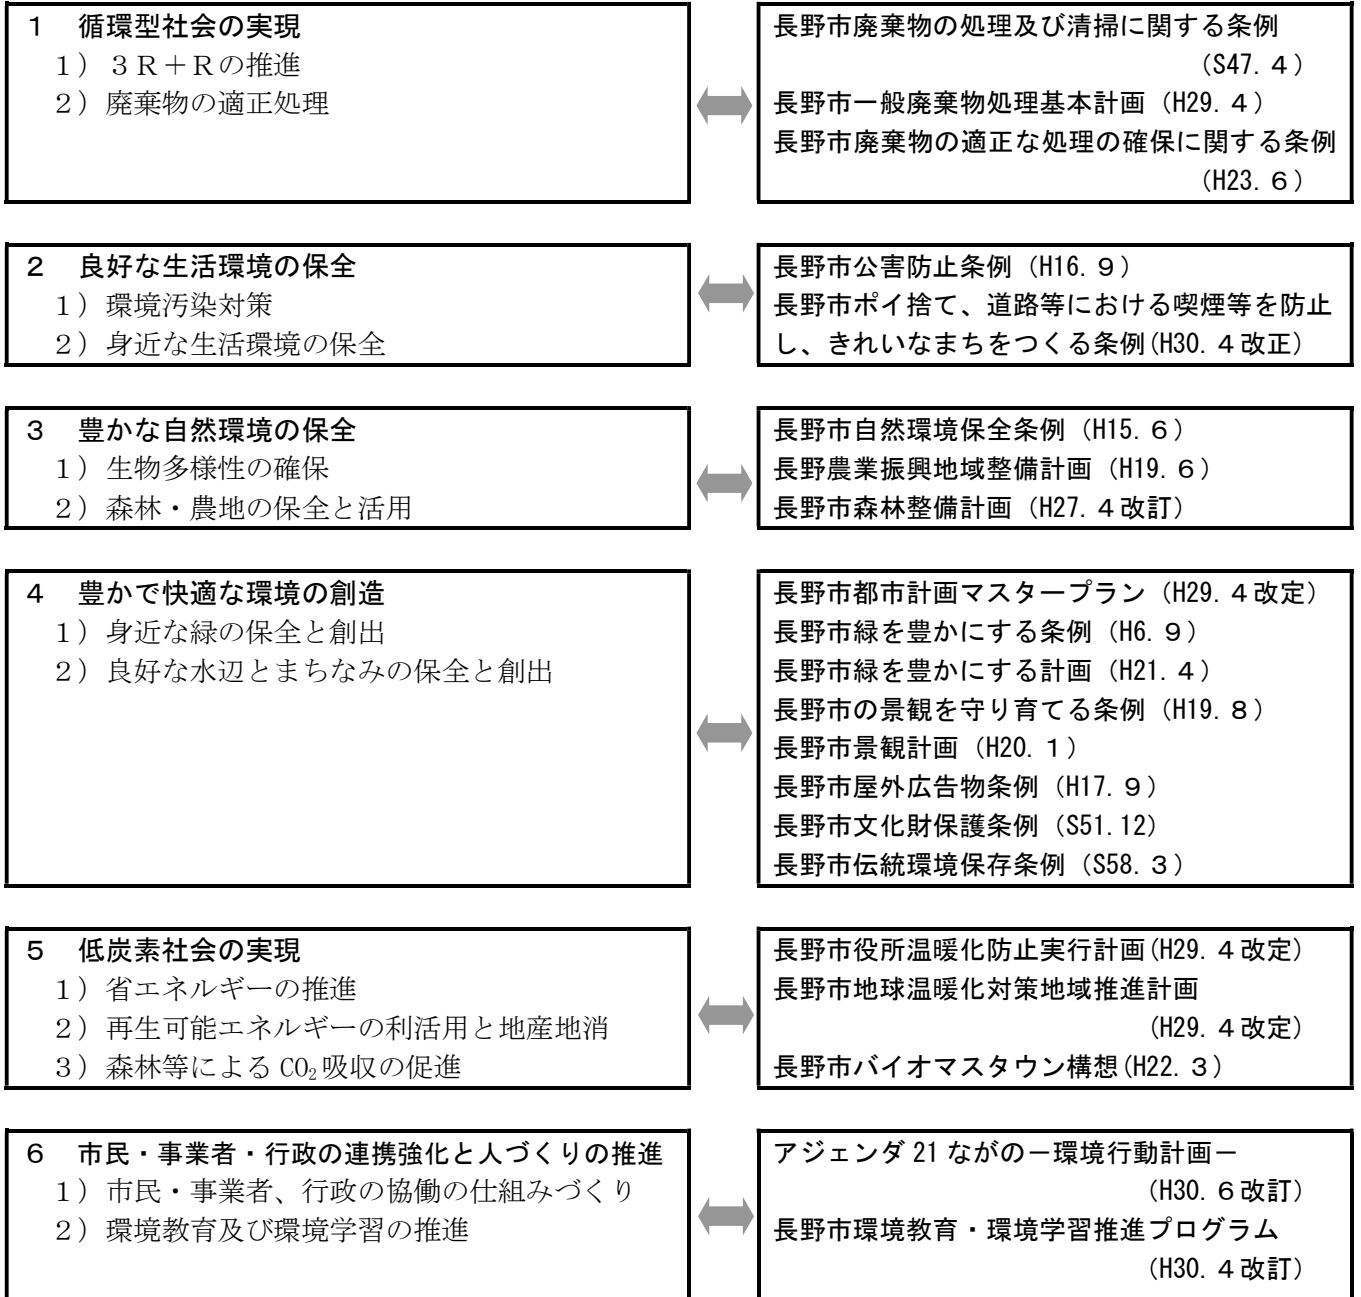 １　循環型社会の実現
１）３Ｒ＋Ｒの推進
２）廃棄物の適正処理
長野市廃棄物の処理及び清掃に関する条例
（S47.４）
長野市一般廃棄物処理基本計画（H29.４）
長野市廃棄物の適正な処理の確保に関する条例
（H23.６）
２　良好な生活環境の保全
１）環境汚染対策
２）身近な生活環境の保全
長野市公害防止条例（H16.９）
長野市ポイ捨て、道路等における喫煙等を防止
し、きれいなまちをつくる条例(H30.４改正）
３　豊かな自然環境の保全
１）生物多様性の確保
２）森林・農地の保全と活用
長野市自然環境保全条例（H15.６）
長野農業振興地域整備計画（H19.６）
長野市森林整備計画（H27.４改訂）
４　豊かで快適な環境の創造
１）身近な緑の保全と創出
２）良好な水辺とまちなみの保全と創出
長野市都市計画マスタープラン（H29.４改定）
長野市緑を豊かにする条例（H6.９）
長野市緑を豊かにする計画（H21.４）
長野市の景観を守り育てる条例（H19.８）
長野市景観計画（H20.１）
長野市屋外広告物条例（H17.９）
長野市文化財保護条例（S51.12）
長野市伝統環境保存条例（S58.３）
５　低炭素社会の実現
１）省エネルギーの推進
２）再生可能エネルギーの利活用と地産地消
３）森林等による CO₂吸収の促進
長野市役所温暖化防止実行計画(H29.４改定）
長野市地球温暖化対策地域推進計画
（H29.４改定）
長野市バイオマスタウン構想(H22.３）
６　市民・事業者・行政の連携強化と人づくりの推進
１）市民・事業者、行政の協働の仕組みづくり
２）環境教育及び環境学習の推進
アジェンダ 21 ながの－環境行動計画－
（H30.６改訂）
長野市環境教育・環境学習推進プログラム
（H30.４改訂）